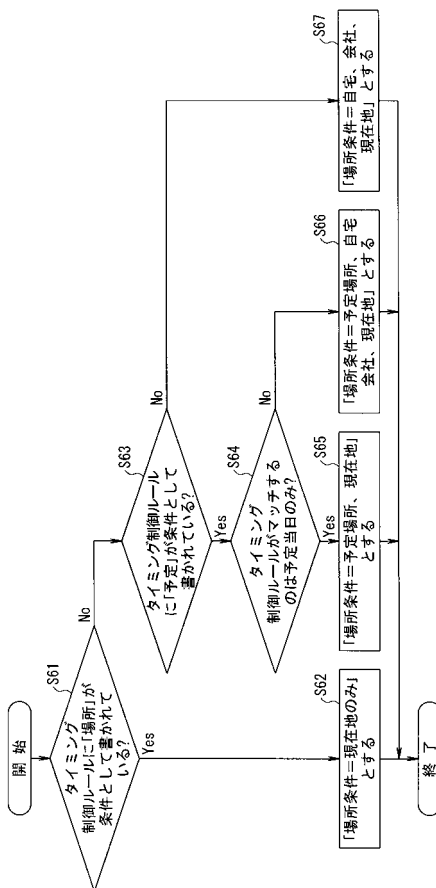 開 始
S61
タイミング
制御ルールに「場所」が
条件として書かれて
いる?
No
Yes
S63
タイミング制御ルール
に「予定」が条件として
書かれている?
No
Yes
S64
タイミング
制御ルールがマッチする
のは予定当日のみ?
No
Yes
S62
「場所条件=現在地のみ」
とする
S65
「場所条件=予定場所、現在地」
とする
S66
「場所条件=予定場所、自宅
会社、現在地」とする
S67
「場所条件=自宅、会社、
現在地」とする
終 了